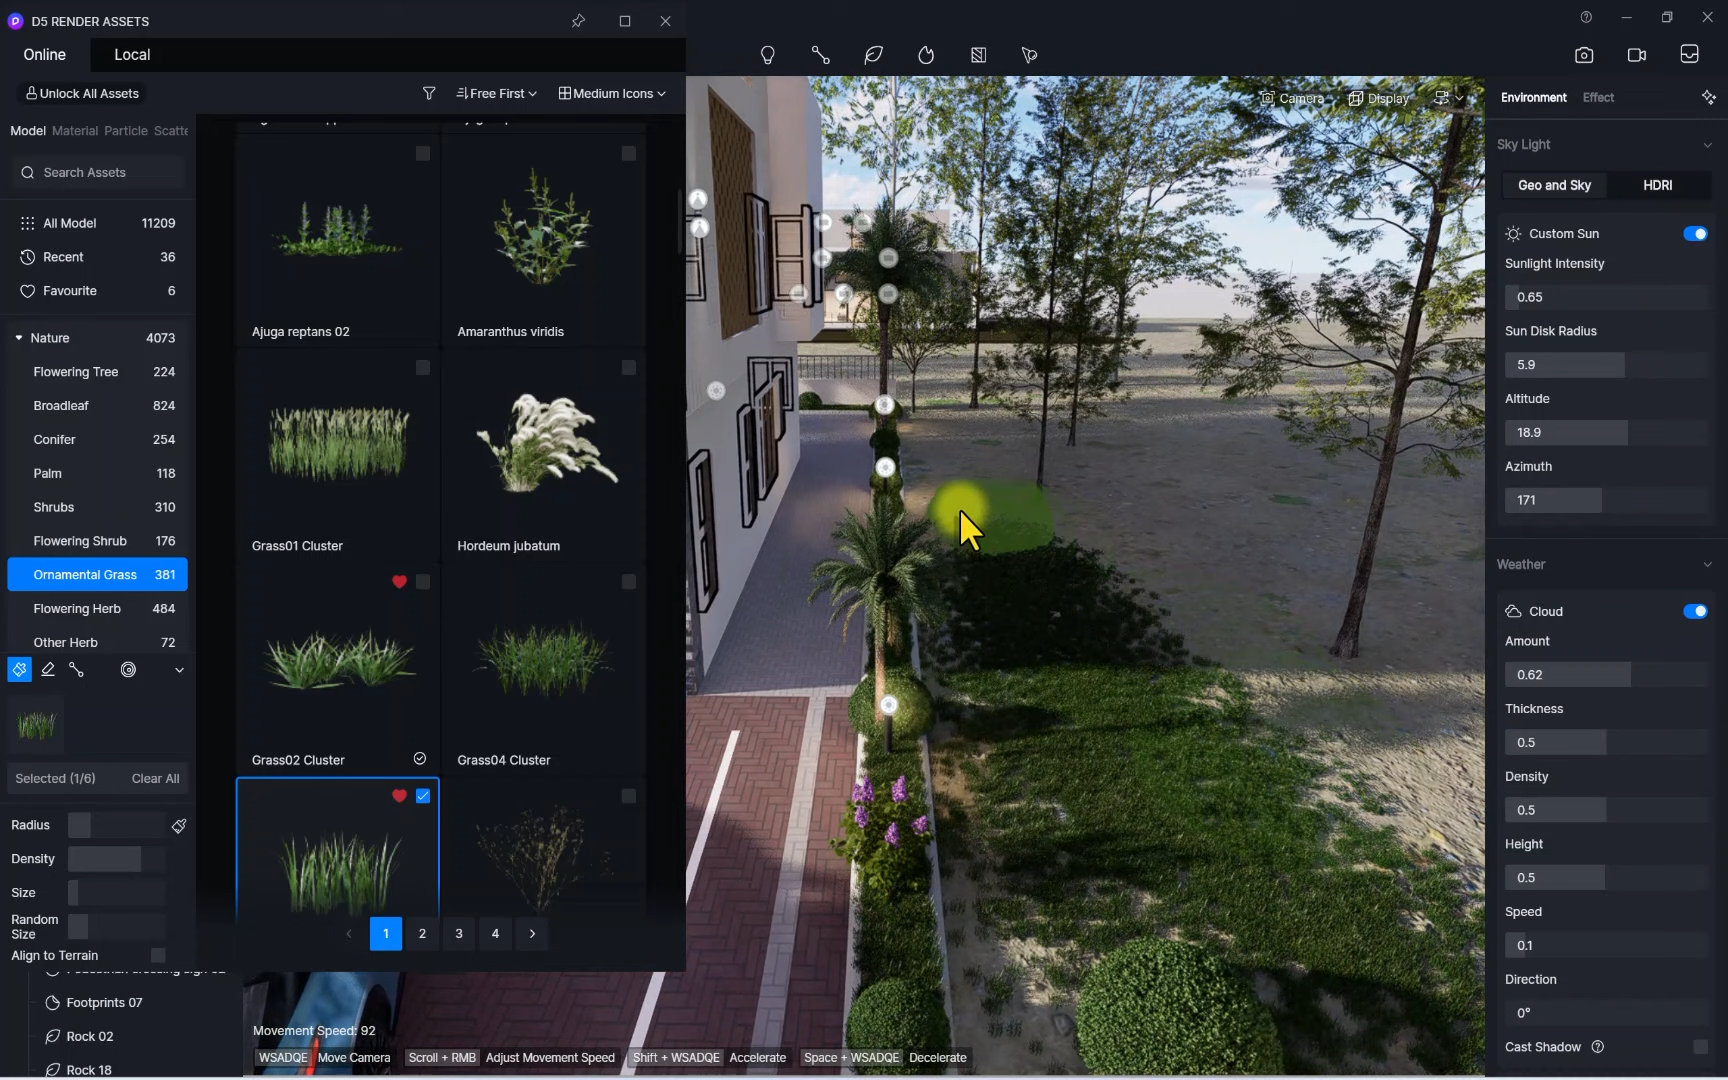 D5 RENDER ASSETS
Online
Local
Unlock All Assets
Free First
Medium Icons
Model Material Particle Scatte
Search Assets
All Model 11209
Recent 36
Favourite 6
Nature 4073
Flowering Tree 224
Broadleaf 824
Conifer 254
Palm 118
Shrubs 310
Flowering Shrub 176
Ornamental Grass 381
Flowering Herb 484
Other Herb 72
Selected (1/6) Clear All
Radius
Density
Size
Random
Size
Align to Terrain
Footprints 07
Rock 02
Rock 18
Ajuga reptans 02
Amaranthus viridis
Grass01 Cluster
Hordeum jubatum
Grass02 Cluster
Grass04 Cluster
1 2 3 4
Movement Speed: 92
WSADQE Move Camera Scroll + RMB Adjust Movement Speed Shift + WSADQE Accelerate Space + WSADQE Decelerate
Camera
Display
Environment Effect
Sky Light
Geo and Sky HDRI
Custom Sun
Sunlight Intensity
0.65
Sun Disk Radius
5.9
Altitude
18.9
Azimuth
171
Weather
Cloud
Amount
0.62
Thickness
0.5
Density
0.5
Height
0.5
Speed
0.1
Direction
0°
Cast Shadow